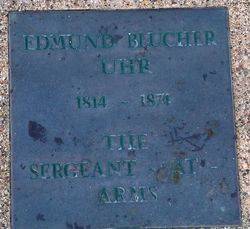 EDMUND BLUCHER
UHR
1814 ~ 1874
THE
SERGEANT - AT -
ARMS